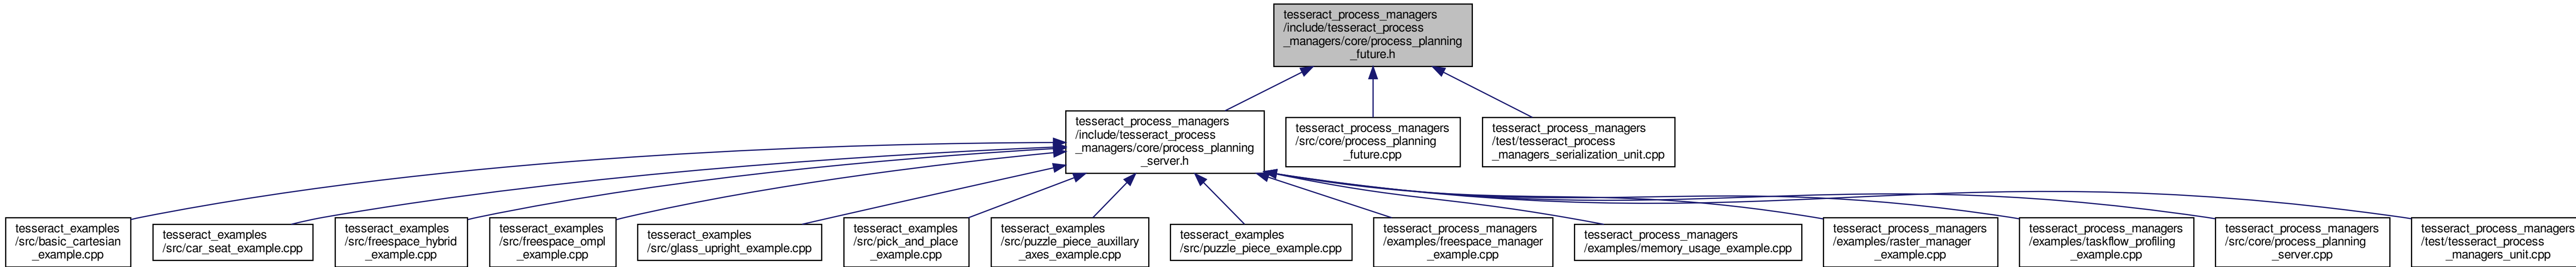 tesseract_process_managers
/include/tesseract_process
_managers/core/process_planning
_future.h
tesseract_process_managers
/include/tesseract_process
_managers/core/process_planning
_server.h
tesseract_process_managers
/src/core/process_planning
_future.cpp
tesseract_process_managers
/test/tesseract_process
_managers_serialization_unit.cpp
tesseract_examples
/src/basic_cartesian
_example.cpp
tesseract_examples
/src/car_seat_example.cpp
tesseract_examples
/src/freespace_hybrid
_example.cpp
tesseract_examples
/src/freespace_ompl
_example.cpp
tesseract_examples
/src/glass_upright_example.cpp
tesseract_examples
/src/pick_and_place
_example.cpp
tesseract_examples
/src/puzzle_piece_auxillary
_axes_example.cpp
tesseract_examples
/src/puzzle_piece_example.cpp
tesseract_process_managers
/examples/freespace_manager
_example.cpp
tesseract_process_managers
/examples/memory_usage_example.cpp
tesseract_process_managers
/examples/raster_manager
_example.cpp
tesseract_process_managers
/examples/taskflow_profiling
_example.cpp
tesseract_process_managers
/src/core/process_planning
_server.cpp
tesseract_process_managers
/test/tesseract_process
_managers_unit.cpp